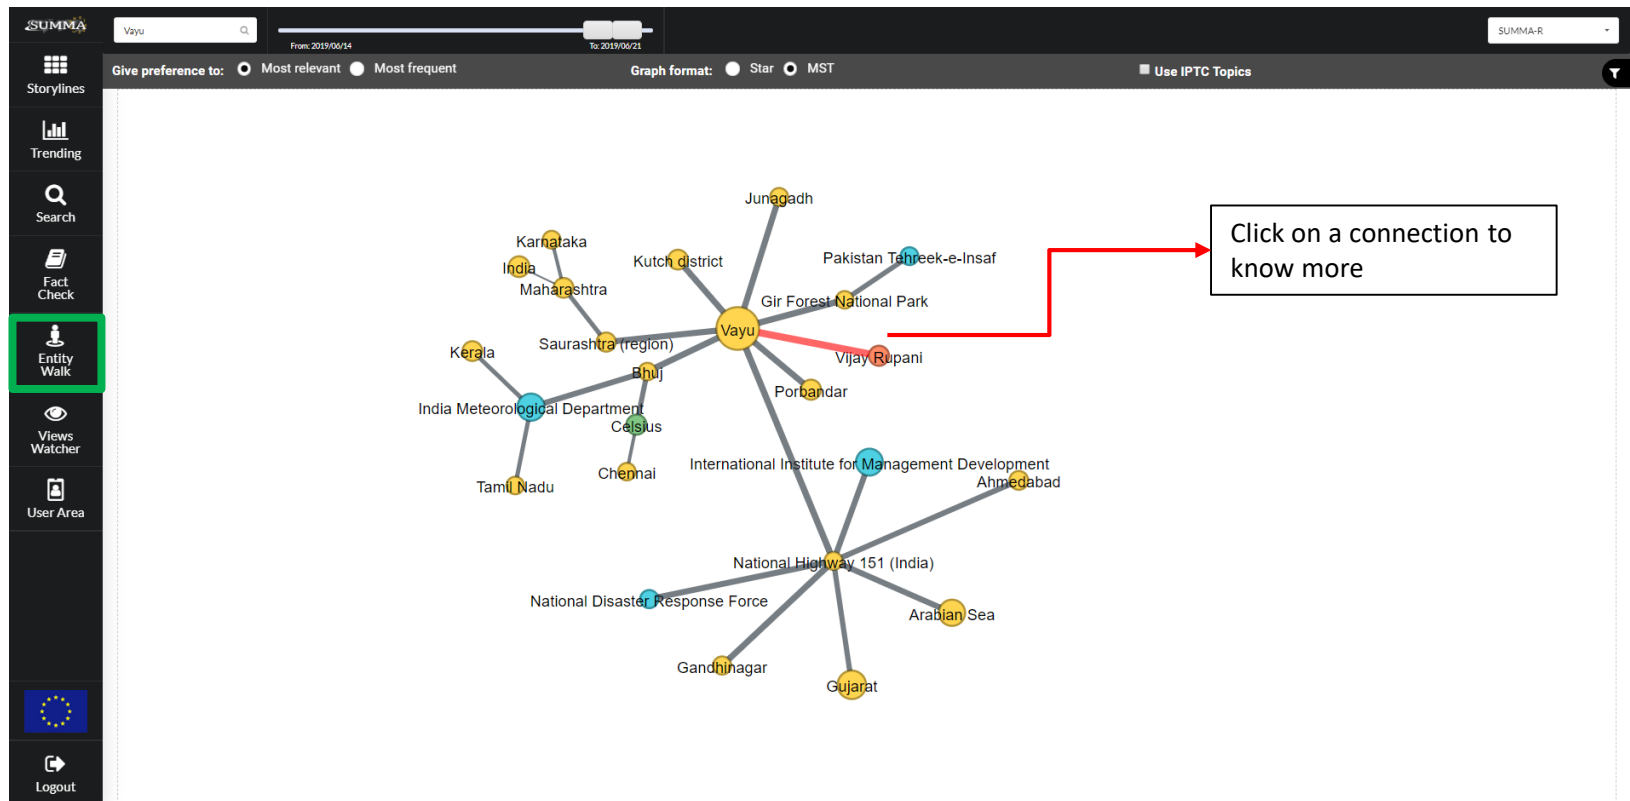 SUMMA
Vayu
From: 2019/06/14
To: 2019/06/21
SUMMA-R
Give preference to:
Most relevant
Most frequent
Graph format:
Star
MST
Use IPTC Topics
Storylines
Trending
Search
Fact
Check
Entity
Walk
Views
Watcher
User Area
Logout
Junagadh
Karnataka
Kutch district
Pakistan Tehreek-e-Insaf
India
Maharashtra
Gir Forest National Park
Vayu
Saurashtra (region)
Kerala
Vijay Rupani
Bhuj
Porbandar
India Meteorological Department
Celsius
International Institute for Management Development
Chennai
Ahmedabad
Tamil Nadu
National Highway 151 (India)
National Disaster Response Force
Arabian Sea
Gandhinagar
Gujarat
Click on a connection to
know more